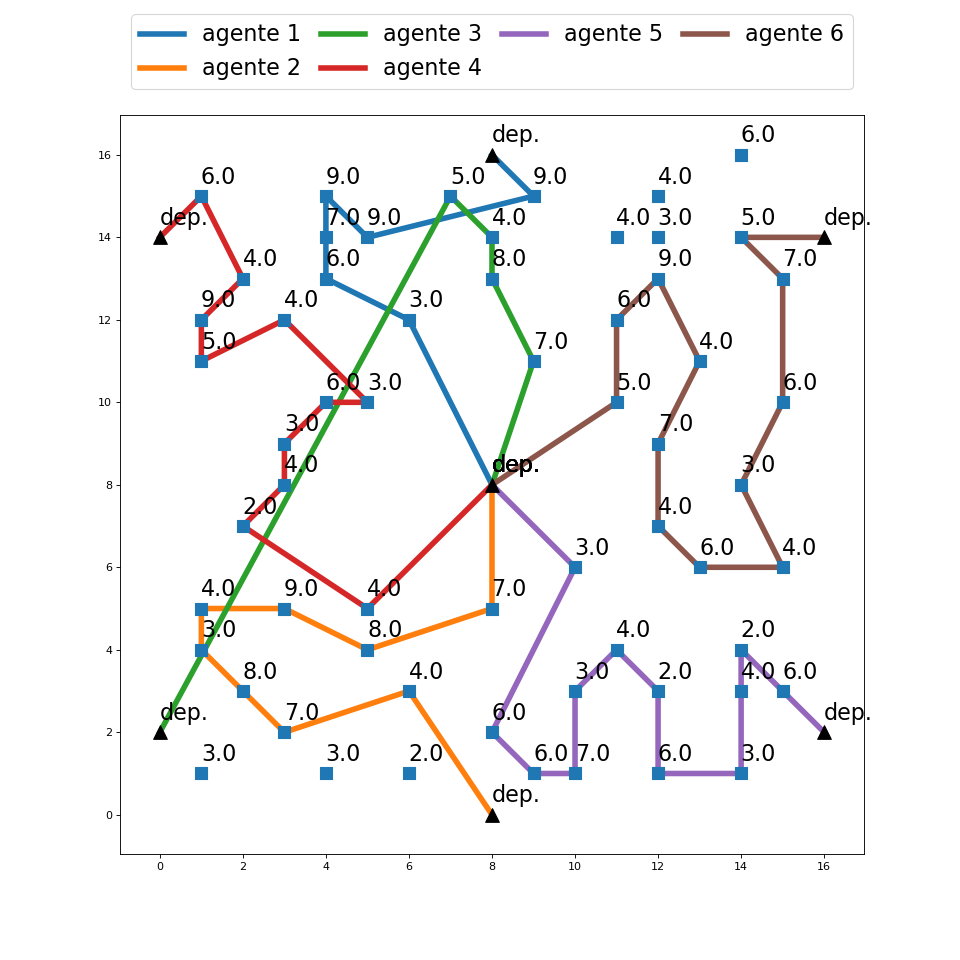 agente 1 agente 3 agente 5 agente 6
agente 2 agente 4
dep. 6.0
6.0 9.0 5.0 9.0 4.0
dep. 7.0 9.0 4.0 4.0 3.0 5.0 dep.
4.0 6.0 8.0 9.0 7.0
9.0 4.0 3.0 6.0
5.0 7.0 4.0
6.0 3.0 5.0 6.0
3.0 7.0
4.0 dep. 3.0
2.0 4.0
3.0 6.0 4.0
4.0 9.0 4.0 7.0
3.0 8.0 4.0 2.0
8.0 4.0 3.0 2.0 4.0 6.0
dep. 7.0 6.0 dep.
3.0 3.0 2.0 6.0 7.0 6.0 3.0
dep.
16
14
12
10
8
6
4
2
0
0 2 4 6 8 10 12 14 16